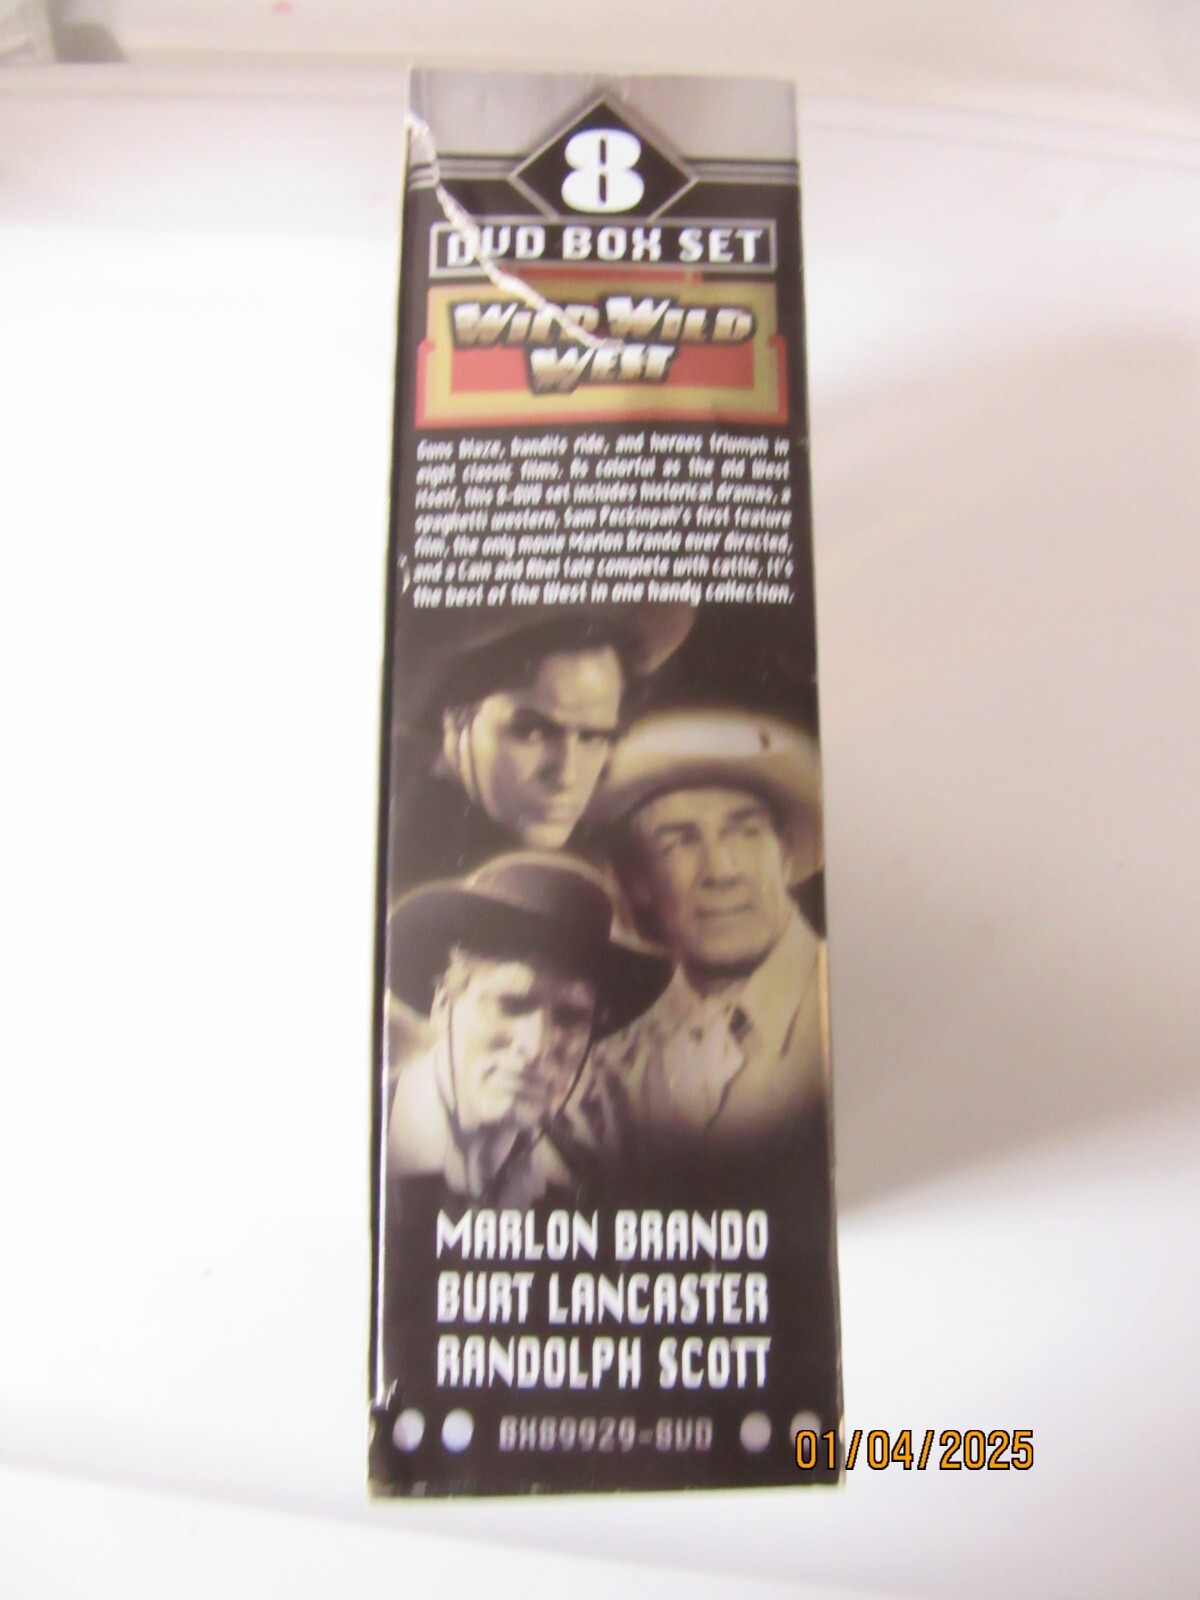 8
DVD BOX SET
WILD WILD
WEST
Guns blaze, bandits ride, and heroes triumph in
eight classic films. As colorful as the old West
itself, this 8-DVD set includes historical dramas, a
spaghetti western, Sam Peckinpah's first feature
film, the only movie Marlon Brando ever directed,
and a Cain and Abel tale complete with cattle. It's
the best of the West in one handy collection.
MARLON BRANDO
BURT LANCASTER
RANDOLPH SCOTT
BX89929-8VD
01/04/2025